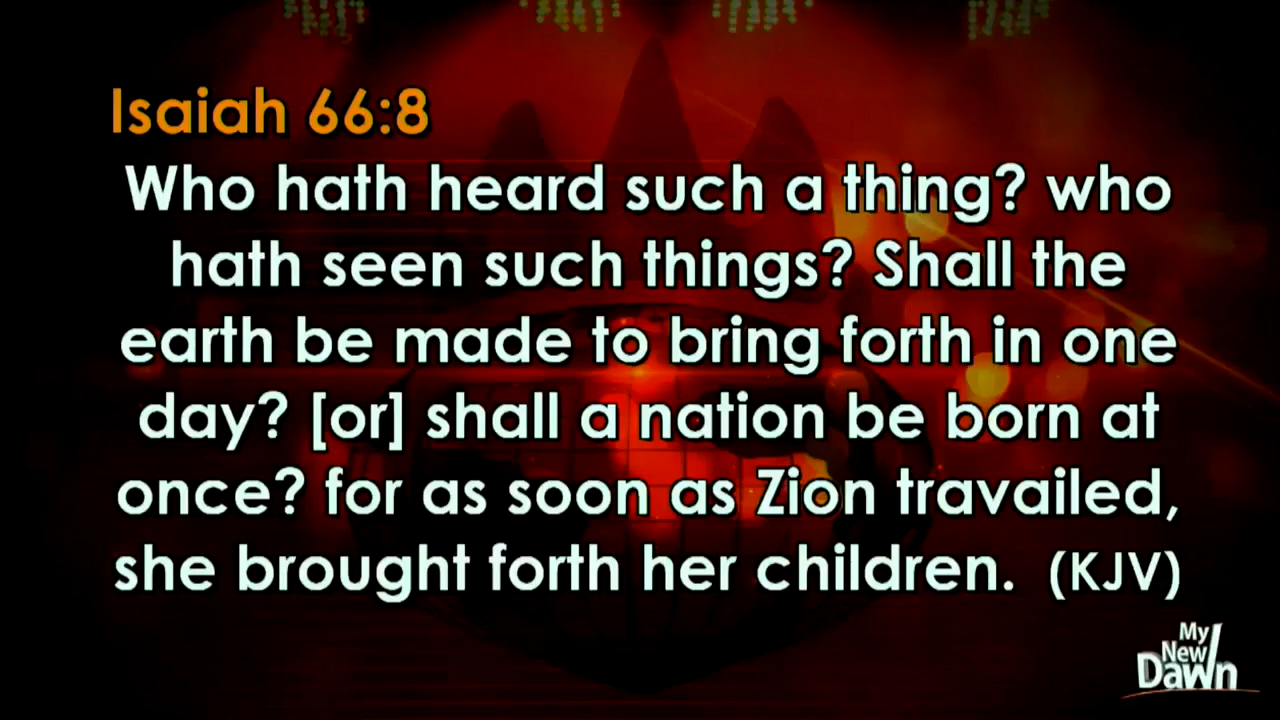 Isaiah 66:8
Who hath heard such a thing? who
hath seen such things? Shall the
earth be made to bring forth in one
day? [or] shall a nation be born at
once? for as soon as Zion travailed,
she brought forth her children. (KJV)
My
New
Dawn